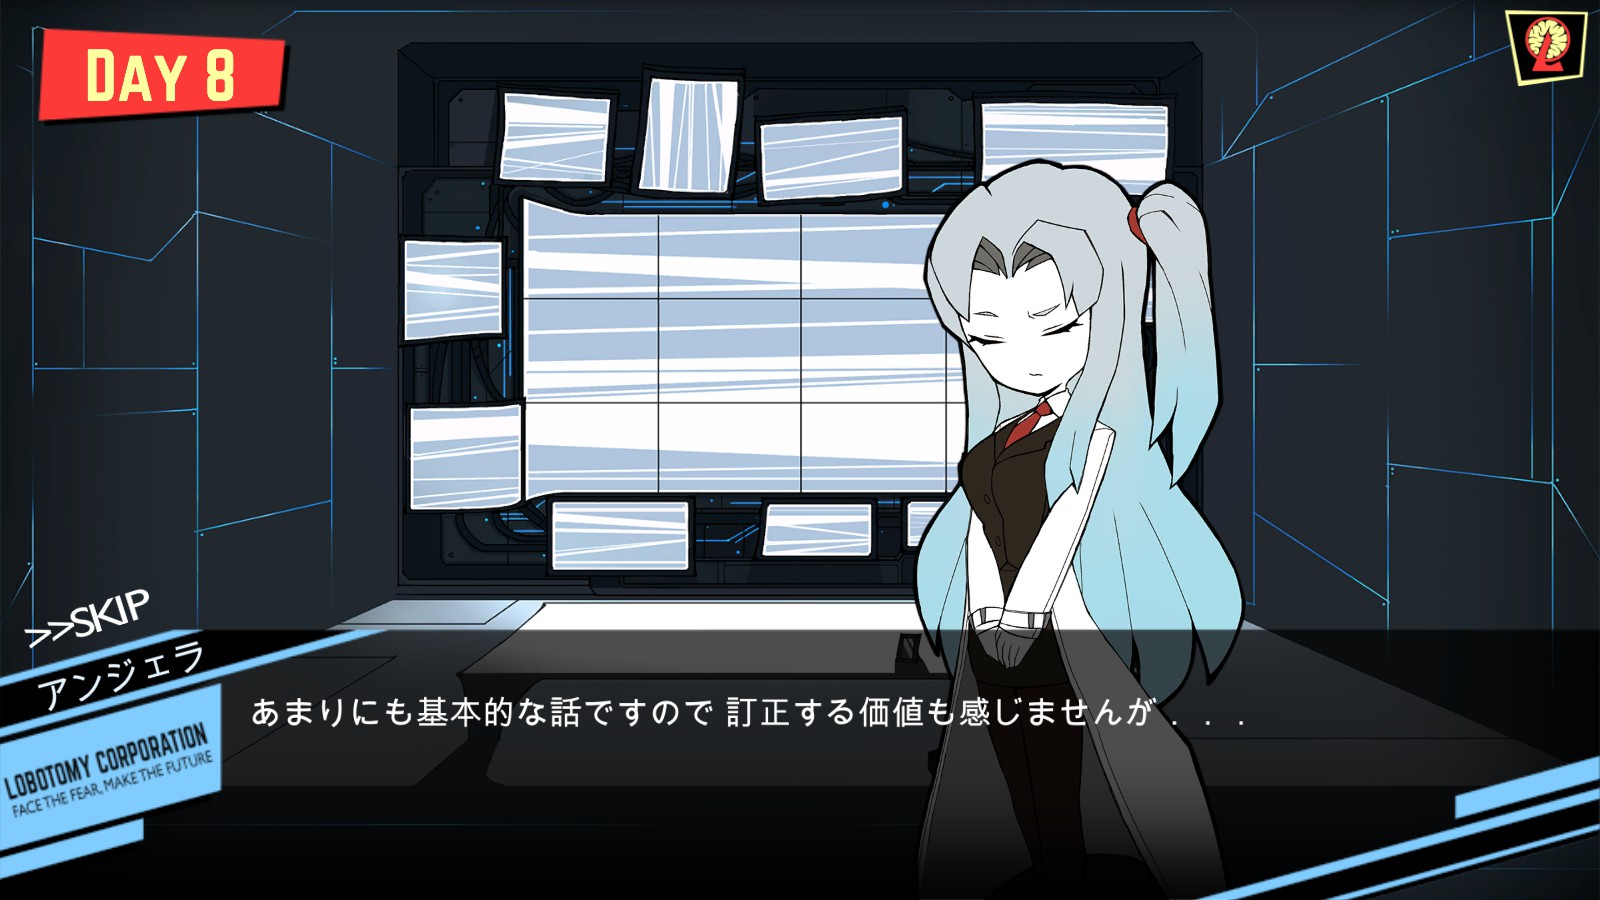 DAY 8
>>SKIP
アンジェラ
LOBOTOMY CORPORATION
FACE THE FEAR, MAKE THE FUTURE
あまりにも基本的な話ですので 訂正する価値も感じませんが . . .